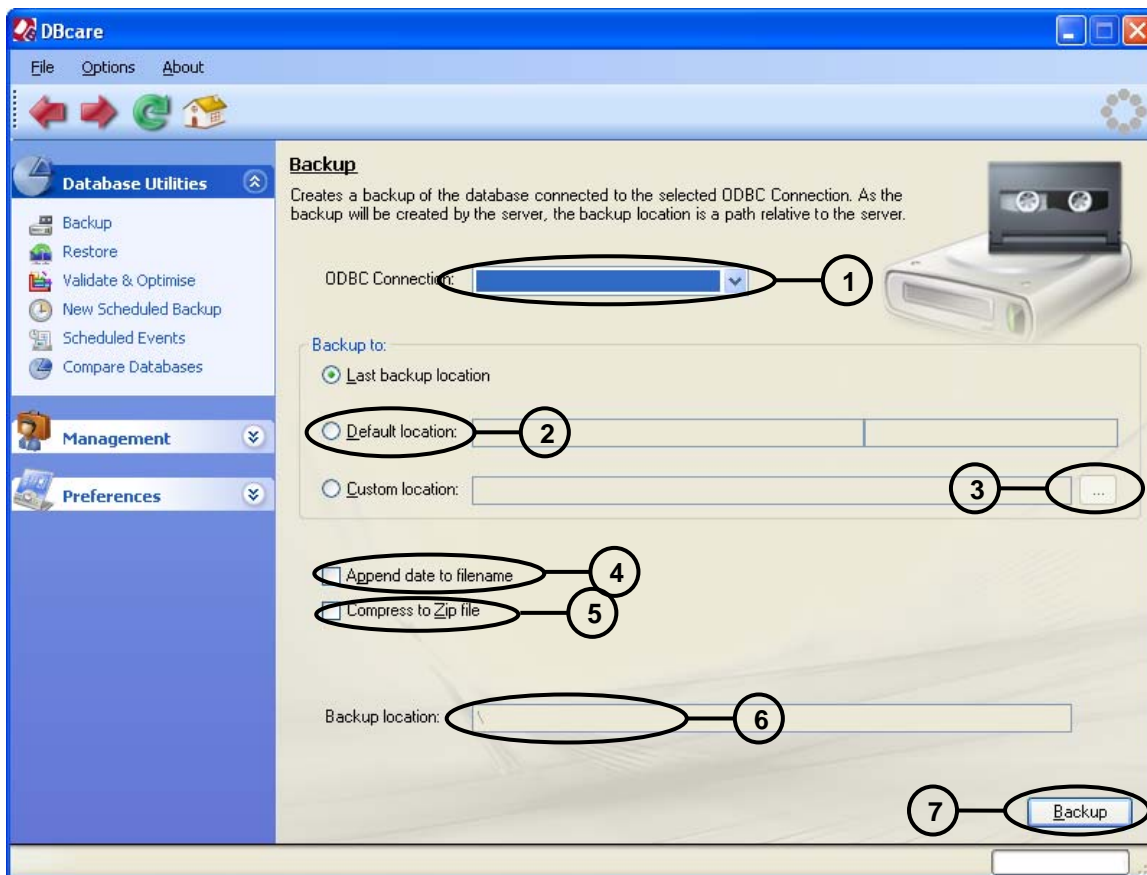 DBcare
File Options About
Database Utilities
Backup
Restore
Validate & Optimise
New Scheduled Backup
Scheduled Events
Compare Databases
Management
Preferences
Backup
Creates a backup of the database connected to the selected ODBC Connection. As the
backup will be created by the server, the backup location is a path relative to the server.
ODBC Connection:
1
Backup to:
Last backup location
Default location:
2
Custom location:
3
...
Append date to filename
4
Compress to Zip file
5
Backup location: \
6
7
Backup